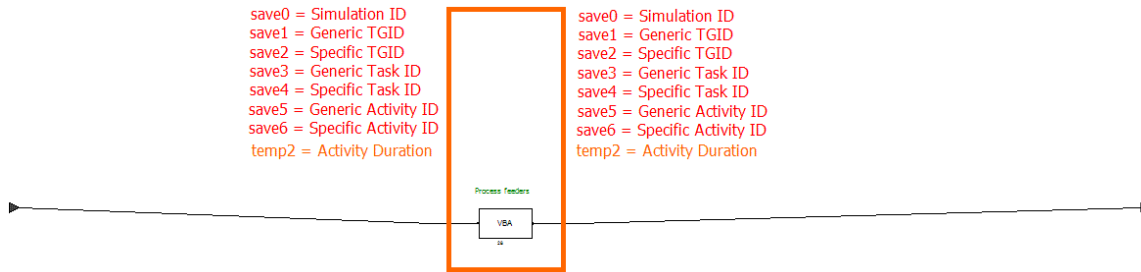 save0 = Simulation ID
save1 = Generic TGID
save2 = Specific TGID
save3 = Generic Task ID
save4 = Specific Task ID
save5 = Generic Activity ID
save6 = Specific Activity ID
temp2 = Activity Duration
save0 = Simulation ID
save1 = Generic TGID
save2 = Specific TGID
save3 = Generic Task ID
save4 = Specific Task ID
save5 = Generic Activity ID
save6 = Specific Activity ID
temp2 = Activity Duration
Process feeders
VBA